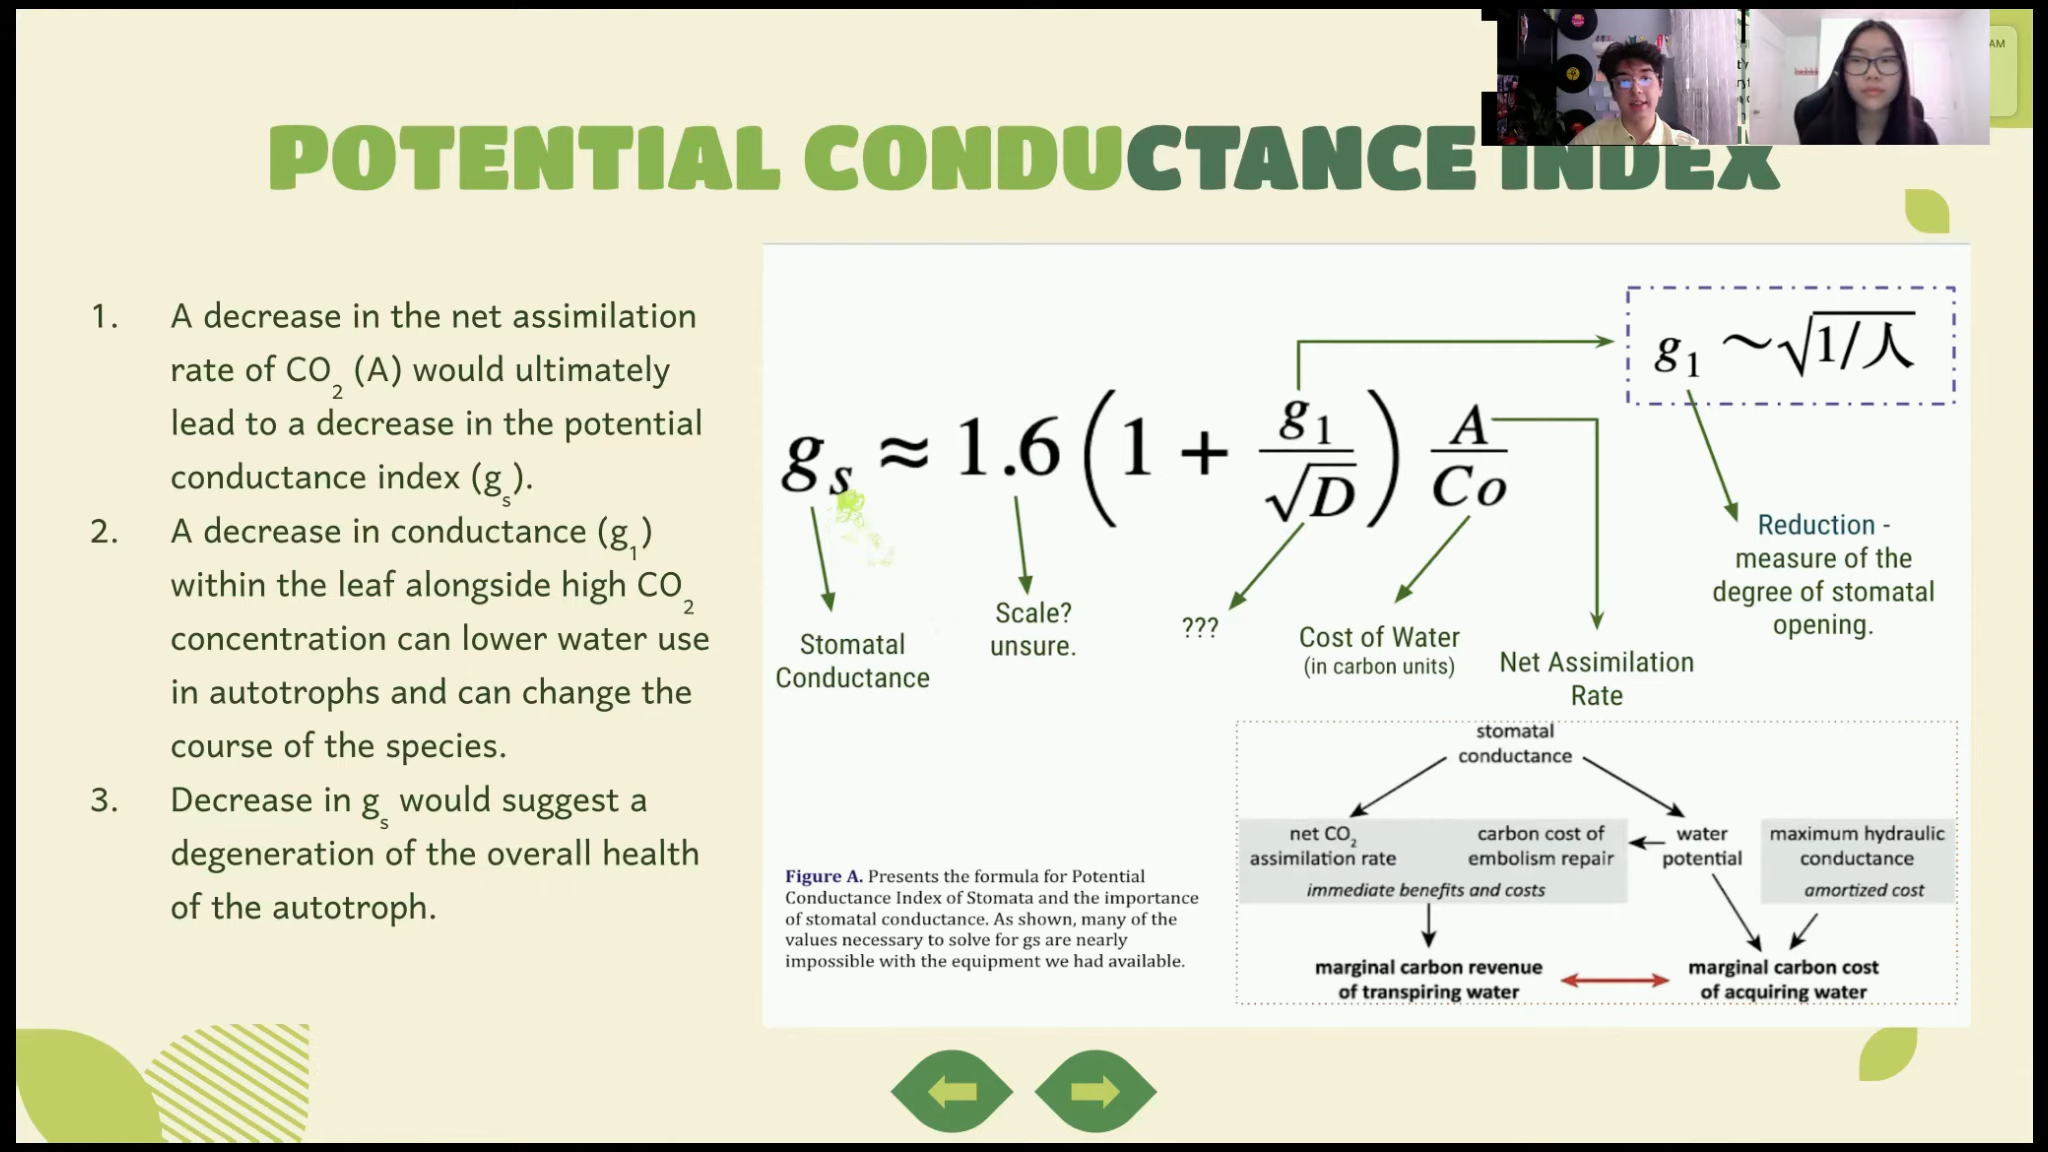 AM
POTENTIAL CONDUCTANCE INDEX
1. A decrease in the net assimilation
rate of CO₂ (A) would ultimately
lead to a decrease in the potential
conductance index (gₛ).
2. A decrease in conductance (g₁)
within the leaf alongside high CO₂
concentration can lower water use
in autotrophs and can change the
course of the species.
3. Decrease in gₛ would suggest a
degeneration of the overall health
of the autotroph.
g₁ ~√1/人
gₛ ≈ 1.6 (1 + g₁/√D) A/Co
Stomatal
Conductance
Scale?
unsure.
???
Cost of Water
(in carbon units)
Net Assimilation
Rate
Reduction -
measure of the
degree of stomatal
opening.
stomatal
conductance
net CO₂
assimilation rate
carbon cost of
embolism repair
immediate benefits and costs
water
potential
maximum hydraulic
conductance
amortized cost
marginal carbon revenue
of transpiring water
marginal carbon cost
of acquiring water
Figure A. Presents the formula for Potential
Conductance Index of Stomata and the importance
of stomatal conductance. As shown, many of the
values necessary to solve for gs are nearly
impossible with the equipment we had available.